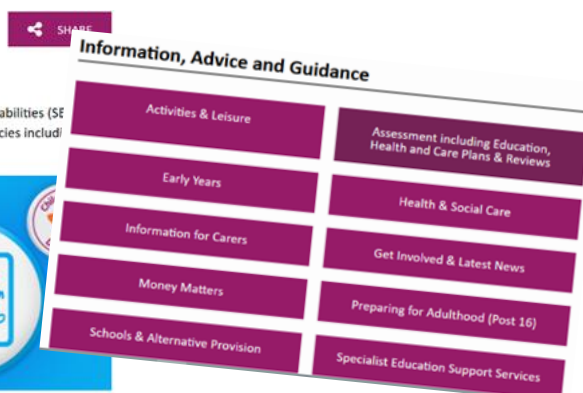 SHARE
Information, Advice and Guidance
Activities & Leisure
Assessment including Education,
Health and Care Plans & Reviews
Early Years
Health & Social Care
Information for Carers
Get Involved & Latest News
Money Matters
Preparing for Adulthood (Post 16)
Schools & Alternative Provision
Specialist Education Support Services
abilities (SE
cies includi